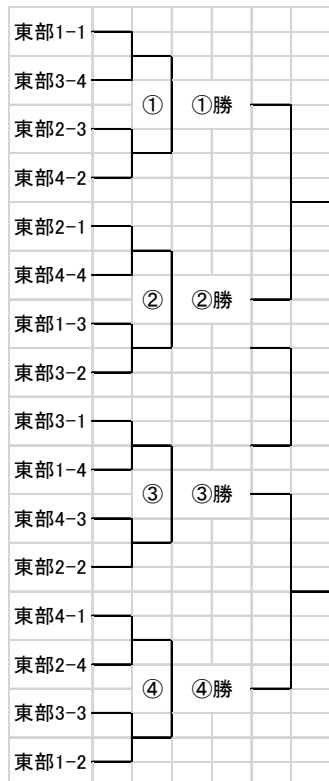 東部1-1
東部3-4
① ①勝
東部2-3
東部4-2
東部2-1
東部4-4
② ②勝
東部1-3
東部3-2
東部3-1
東部1-4
③ ③勝
東部4-3
東部2-2
東部4-1
東部2-4
④ ④勝
東部3-3
東部1-2